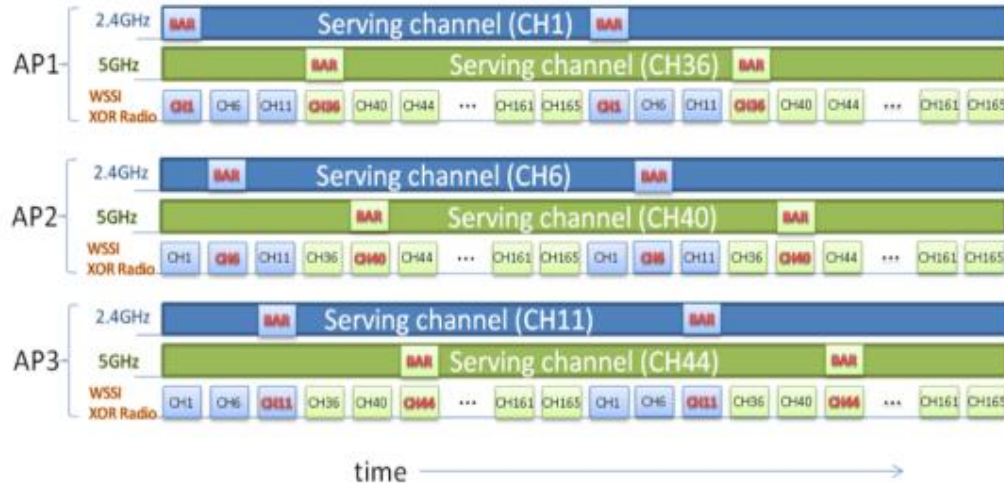 2.4GHz BAR Serving channel (CH1) BAR
AP1 5GHz BAR Serving channel (CH36) BAR
WSSI
XOR Radio CH1 CH6 CH11 CH36 CH40 CH44 ... CH161 CH165 CH1 CH6 CH11 CH36 CH40 CH44 ... CH161 CH165
2.4GHz BAR Serving channel (CH6) BAR
AP2 5GHz BAR Serving channel (CH40) BAR
WSSI
XOR Radio CH1 CH6 CH11 CH36 CH40 CH44 ... CH161 CH165 CH1 CH6 CH11 CH36 CH40 CH44 ... CH161 CH165
2.4GHz BAR Serving channel (CH11) BAR
AP3 5GHz BAR Serving channel (CH44) BAR
WSSI
XOR Radio CH1 CH6 CH11 CH36 CH40 CH44 ... CH161 CH165 CH1 CH6 CH11 CH36 CH40 CH44 ... CH161 CH165
time